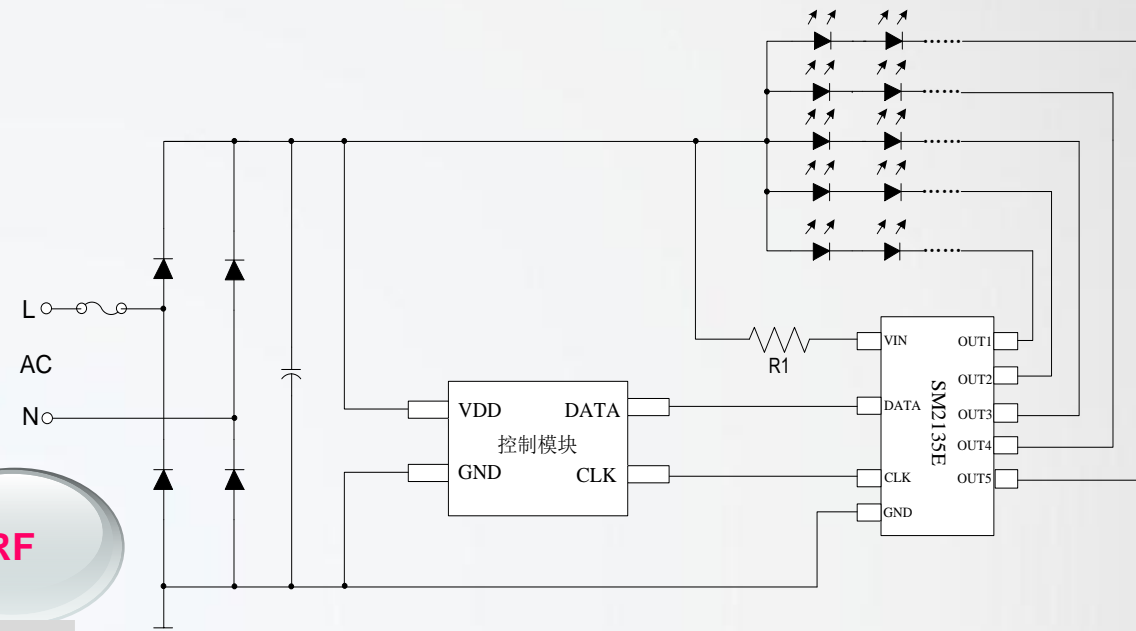 L
AC
N
VDD
DATA
控制模块
GND
CLK
R1
VIN
OUT1
OUT2
DATA
OUT3
SM2135E
OUT4
CLK
OUT5
GND
RF